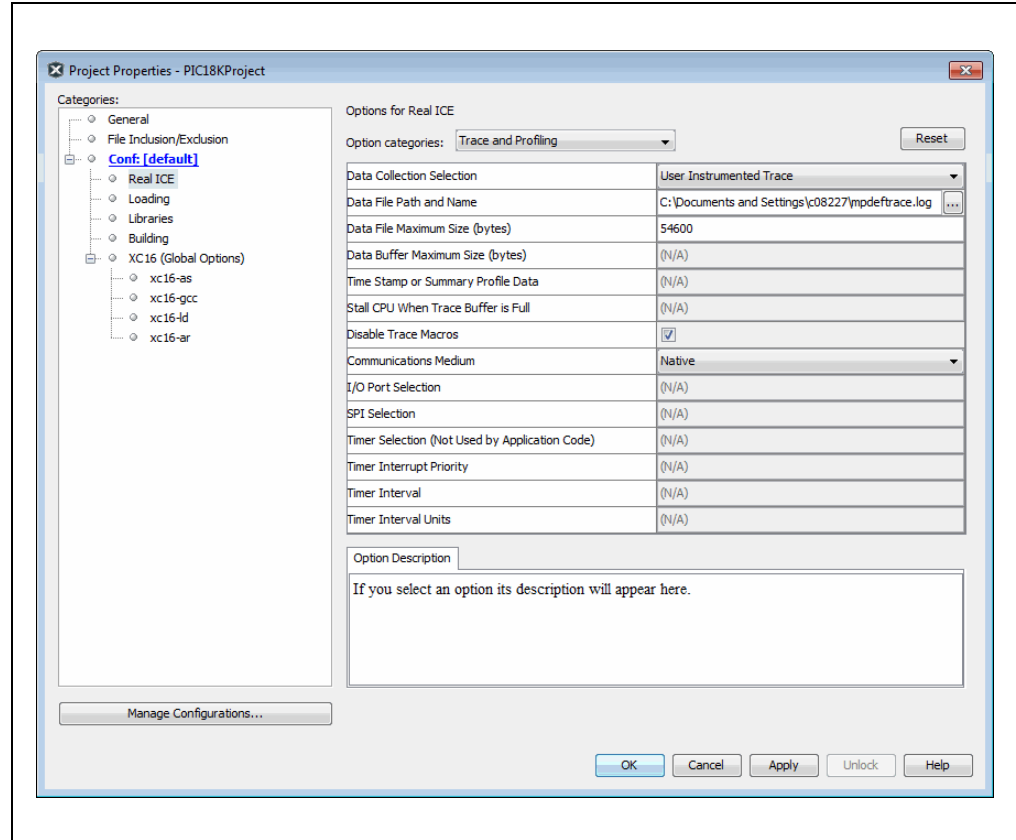 Project Properties - PIC18KProject
Categories:
General
File Inclusion/Exclusion
Conf: [default]
Real ICE
Loading
Libraries
Building
XC16 (Global Options)
xc16-as
xc16-gcc
xc16-ld
xc16-ar
Manage Configurations...
Options for Real ICE
Option categories: Trace and Profiling Reset
Data Collection Selection User Instrumented Trace
Data File Path and Name C:\Documents and Settings\c08227\mpdeftrace.log ...
Data File Maximum Size (bytes) 54600
Data Buffer Maximum Size (bytes) (N/A)
Time Stamp or Summary Profile Data (N/A)
Stall CPU When Trace Buffer is Full (N/A)
Disable Trace Macros
Communications Medium Native
I/O Port Selection (N/A)
SPI Selection (N/A)
Timer Selection (Not Used by Application Code) (N/A)
Timer Interrupt Priority (N/A)
Timer Interval (N/A)
Timer Interval Units (N/A)
Option Description
If you select an option its description will appear here.
OK Cancel Apply Unlock Help